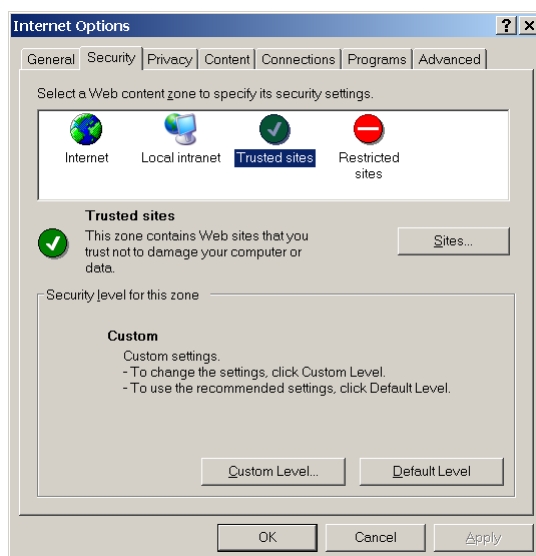 Internet Options
? x
General Security Privacy Content Connections Programs Advanced
Select a Web content zone to specify its security settings.
Internet Local intranet Trusted sites Restricted
sites
Trusted sites
This zone contains Web sites that you
trust not to damage your computer or
data.
Sites...
Security level for this zone
Custom
Custom settings.
- To change the settings, click Custom Level.
- To use the recommended settings, click Default Level.
Custom Level... Default Level
OK Cancel Apply